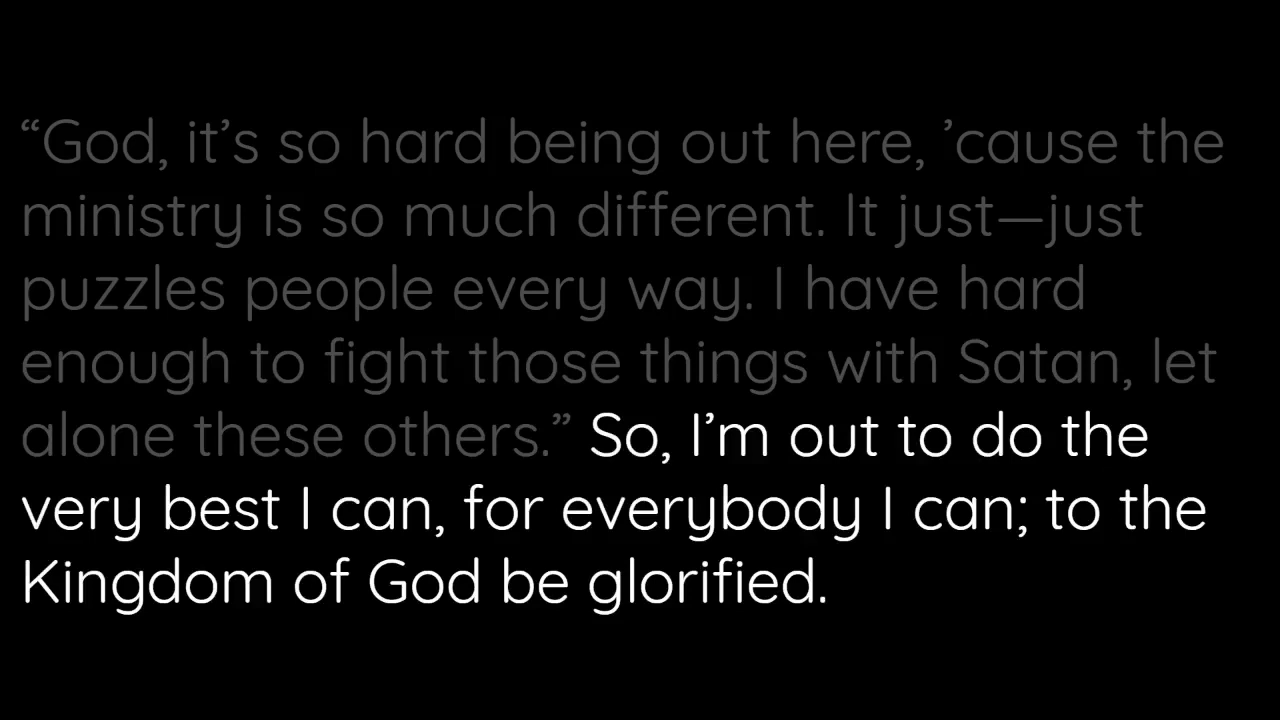 “God, it’s so hard being out here, ’cause the
ministry is so much different. It just—just
puzzles people every way. I have hard
enough to fight those things with Satan, let
alone these others.” So, I’m out to do the
very best I can, for everybody I can; to the
Kingdom of God be glorified.